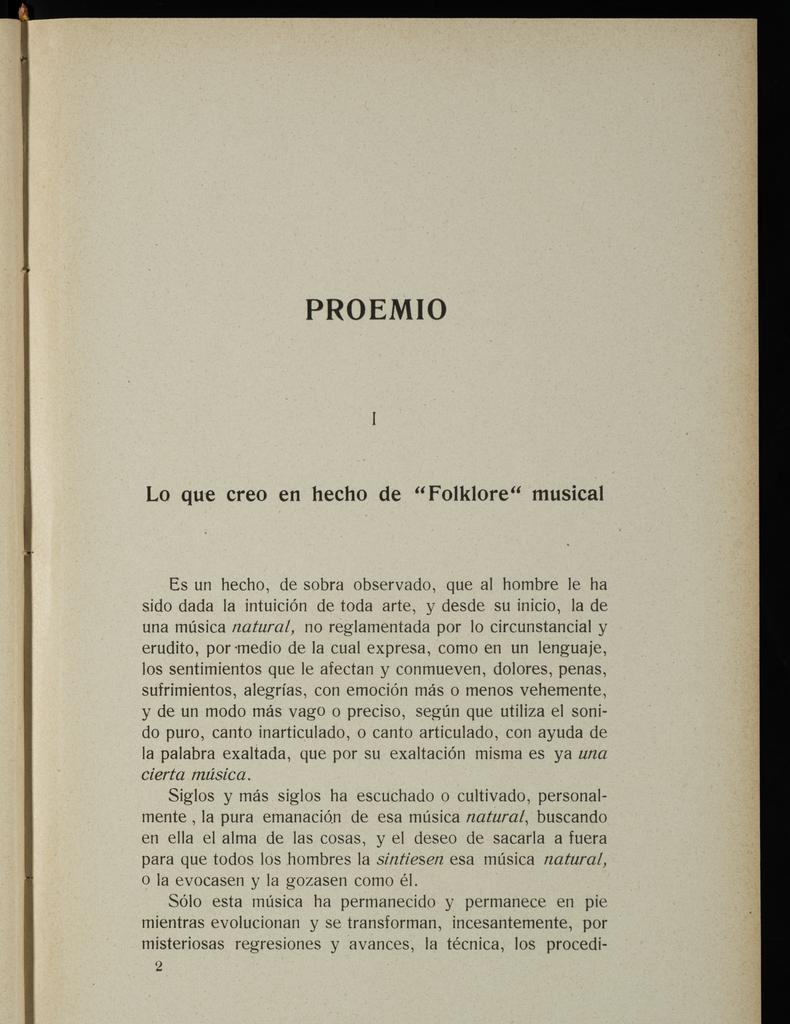 PROEMIO
I
Lo que creo en hecho de “Folklore“ musical
Es un hecho, de sobra observado, que al hombre le ha
sido dada la intuición de toda arte, y desde su inicio, la de
una música natural, no reglamentada por lo circunstancial y
erudito, por medio de la cual expresa, como en un lenguaje,
los sentimientos que le afectan y conmueven, dolores, penas,
sufrimientos, alegrías, con emoción más o menos vehemente,
y de un modo más vago o preciso, según que utiliza el soni-
do puro, canto inarticulado, o canto articulado, con ayuda de
la palabra exaltada, que por su exaltación misma es ya una
cierta música.
Siglos y más siglos ha escuchado o cultivado, personal-
mente , la pura emanación de esa música natural, buscando
en ella el alma de las cosas, y el deseo de sacarla a fuera
para que todos los hombres la sintiesen esa música natural,
o la evocasen y la gozasen como él.
Sólo esta música ha permanecido y permanece en pie
mientras evolucionan y se transforman, incesantemente, por
misteriosas regresiones y avances, la técnica, los procedi-
2